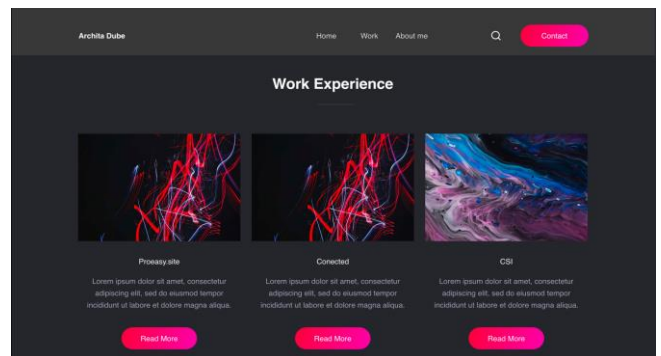 Archita Dube
Home
Work
About me
Contact
Work Experience
Proeasy.site
Lorem ipsum dolor sit amet, consectetur
adipiscing elit, sed do eiusmod tempor
incididunt ut labore et dolore magna aliqua.
Read More
Conected
Lorem ipsum dolor sit amet, consectetur
adipiscing elit, sed do eiusmod tempor
incididunt ut labore et dolore magna aliqua.
Read More
CSI
Lorem ipsum dolor sit amet, consectetur
adipiscing elit, sed do eiusmod tempor
incididunt ut labore et dolore magna aliqua.
Read More